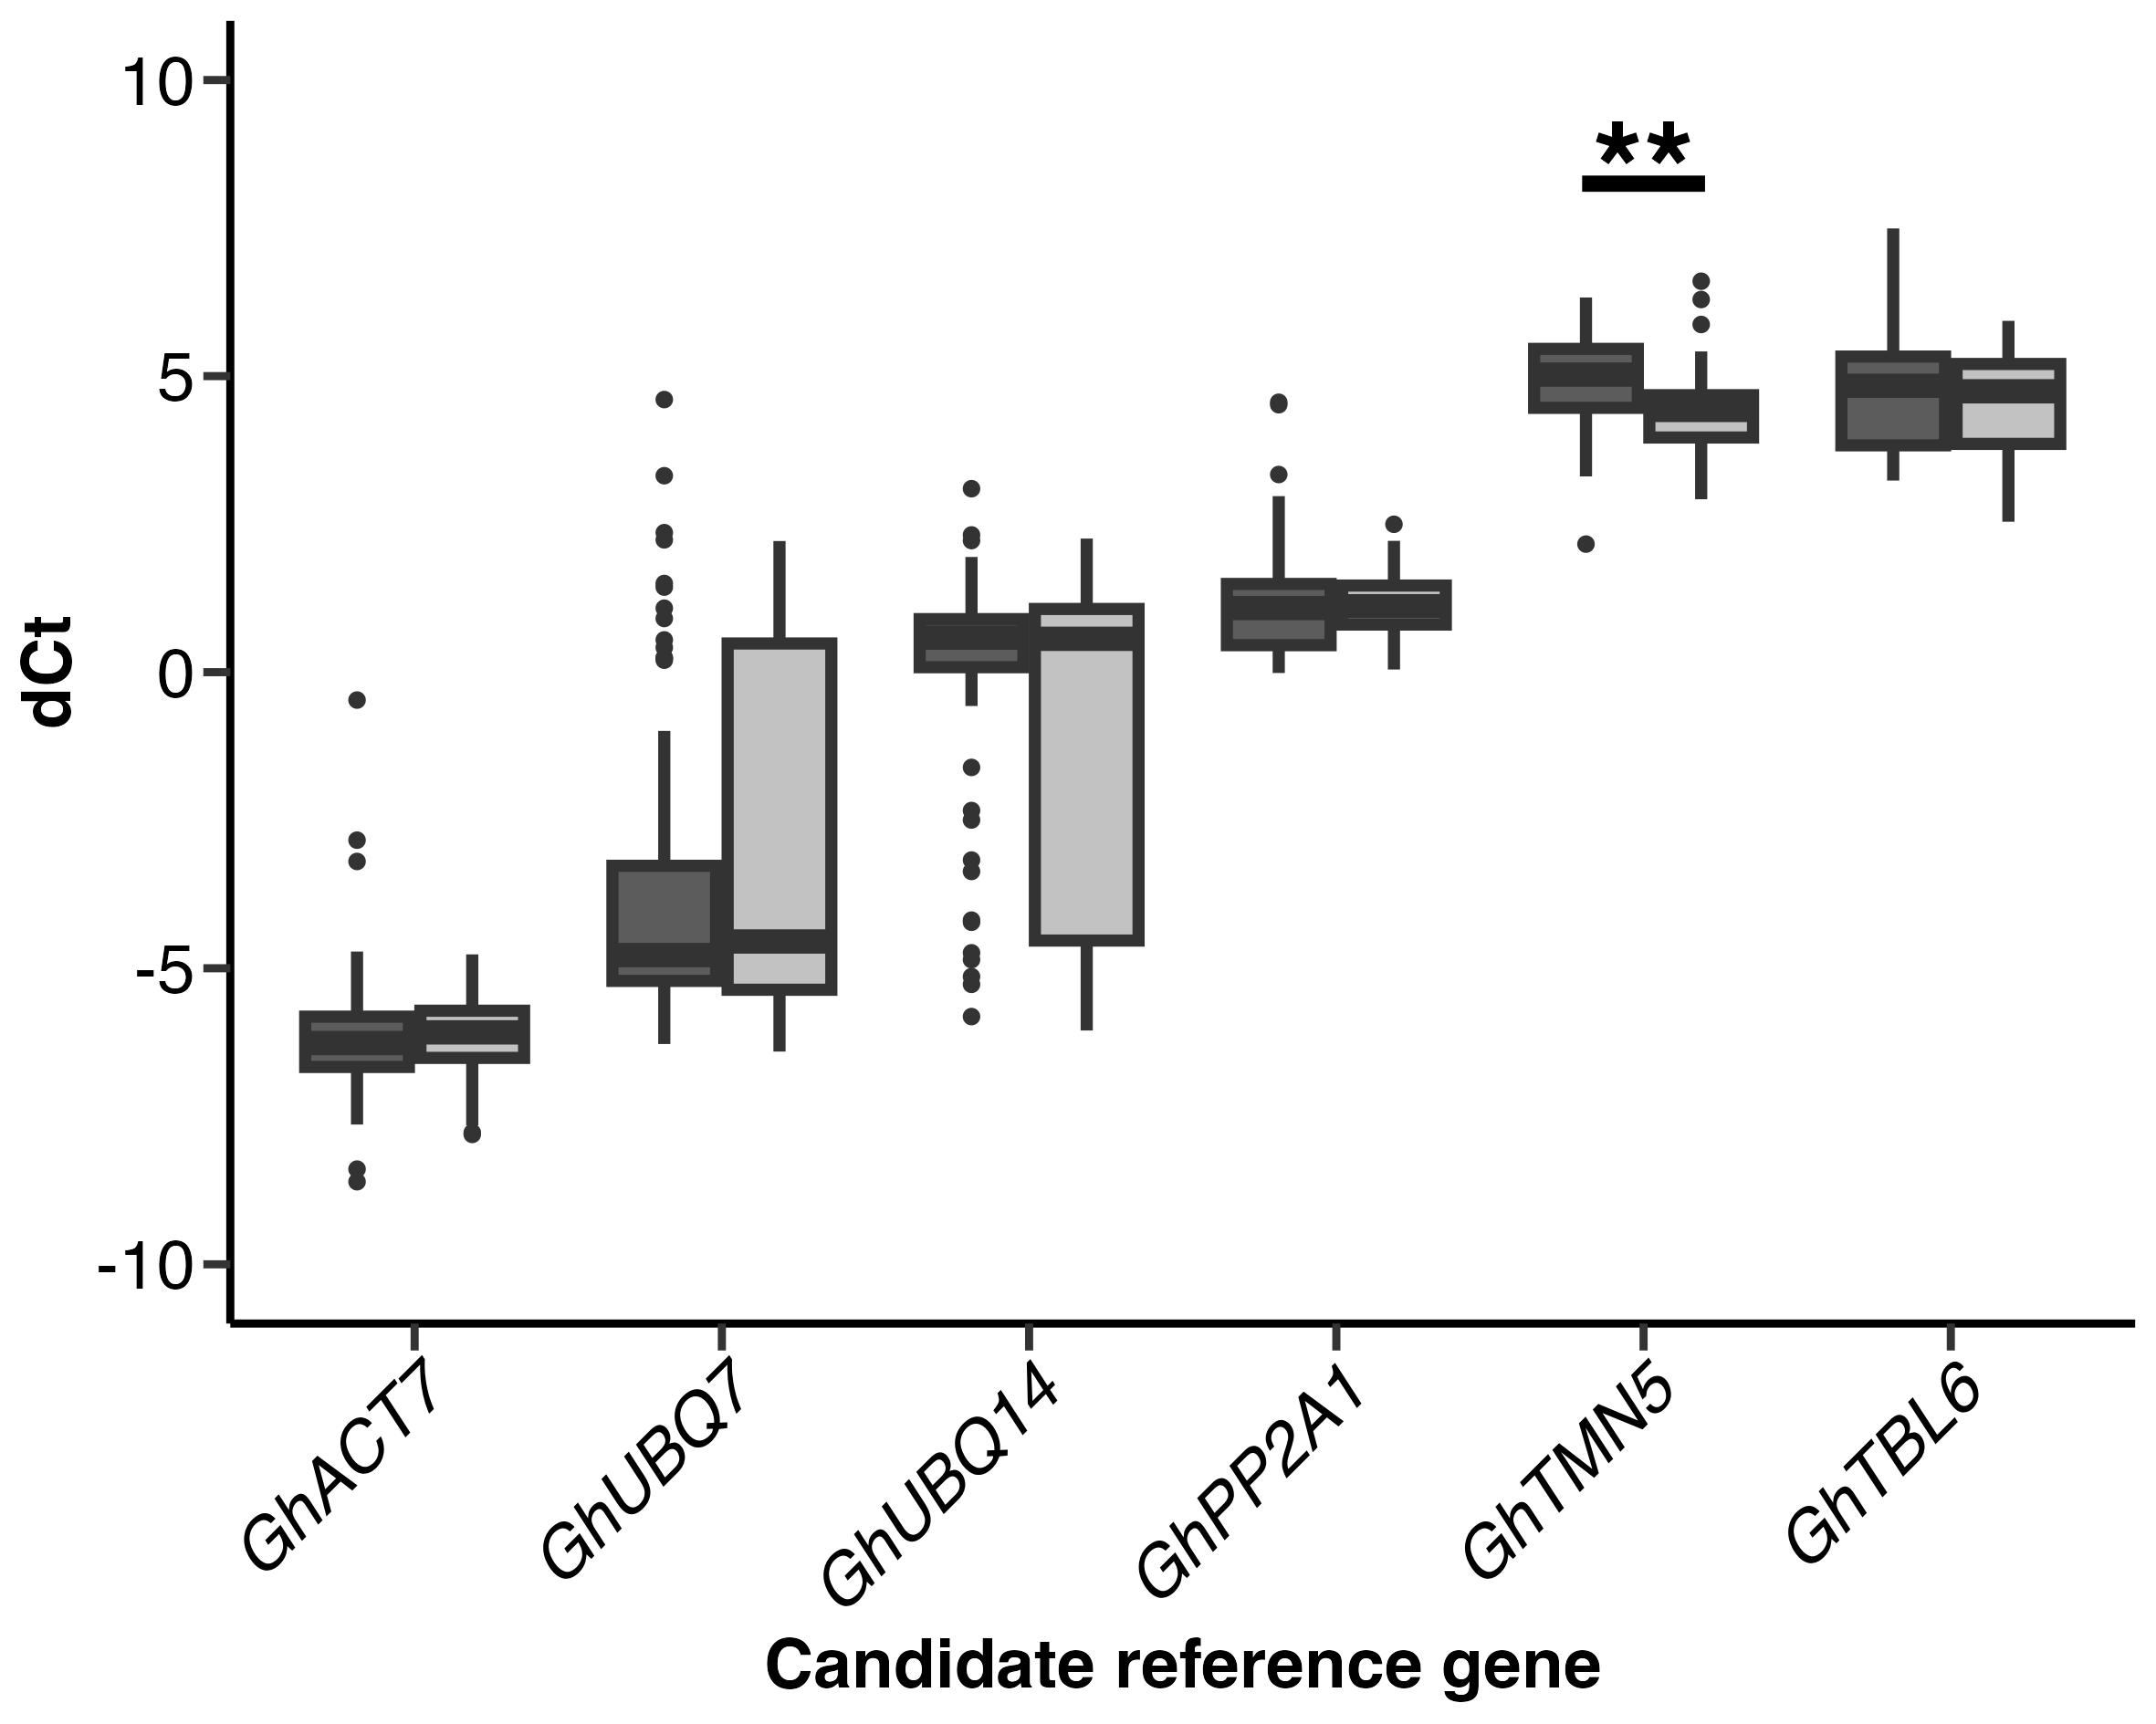 **
10
5
0
-5
-10
dCt
GhACT7
GhUBQ7
GhUBQ14
GhPP2A1
GhTMN5
GhTBL6
Candidate reference gene